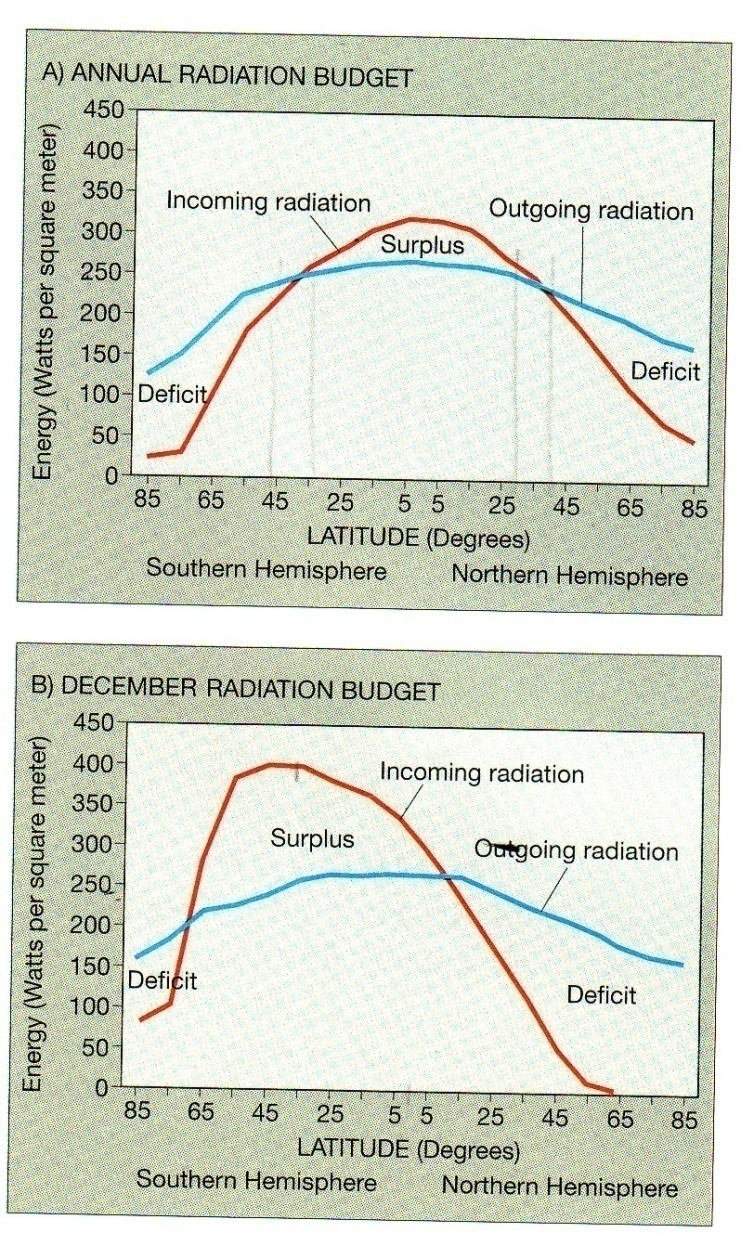 A) ANNUAL RADIATION BUDGET
450
400
350
300
250
200
150
100
50
0
Energy (Watts per square meter)
Incoming radiation
Outgoing radiation
Surplus
Deficit
Deficit
85 65 45 25 5 5 25 45 65 85
LATITUDE (Degrees)
Southern Hemisphere Northern Hemisphere
B) DECEMBER RADIATION BUDGET
450
400
350
300
250
200
150
100
50
0
Energy (Watts per square meter)
Incoming radiation
Surplus
Outgoing radiation
Deficit
Deficit
85 65 45 25 5 5 25 45 65 85
LATITUDE (Degrees)
Southern Hemisphere Northern Hemisphere